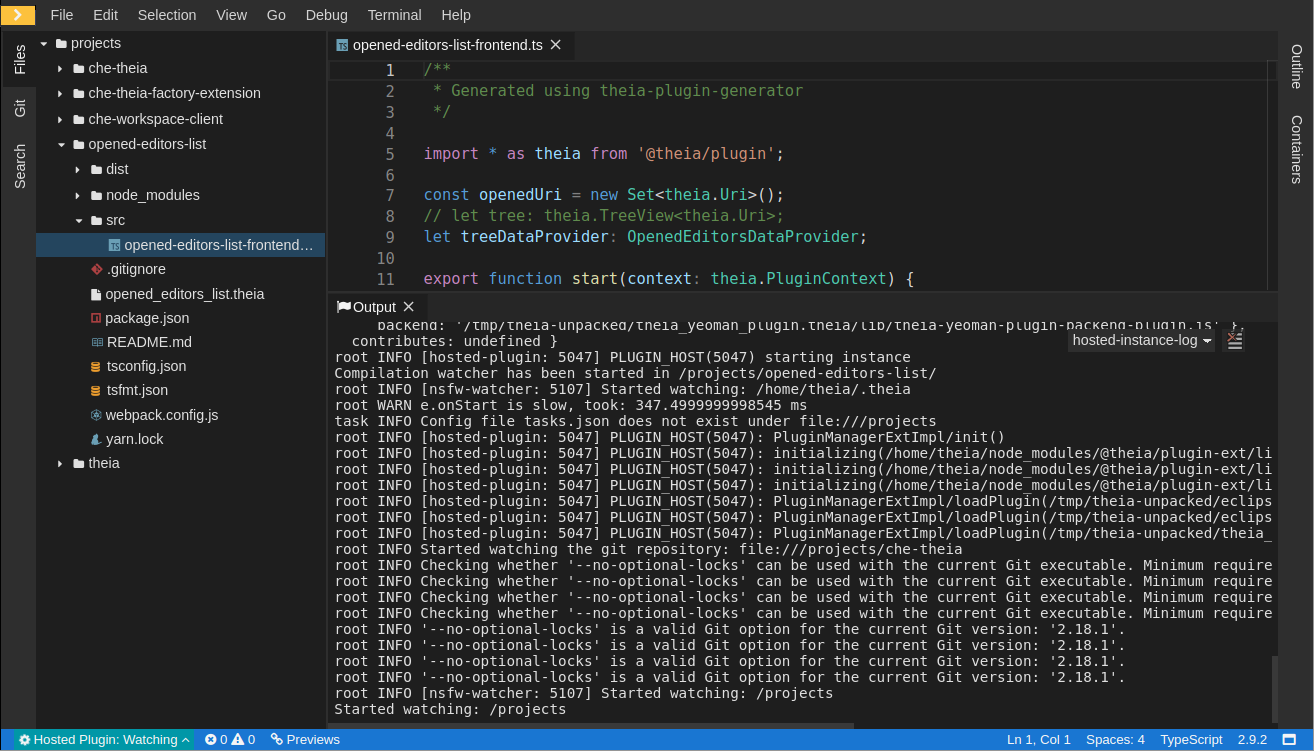 File Edit Selection View Go Debug Terminal Help
Files
Git
Search
projects
che-theia
che-theia-factory-extension
che-workspace-client
opened-editors-list
dist
node_modules
src
TS opened-editors-list-frontend...
.gitignore
opened_editors_list.theia
package.json
README.md
tsconfig.json
tsfmt.json
webpack.config.js
yarn.lock
theia
TS opened-editors-list-frontend.ts
1 /**
2 * Generated using theia-plugin-generator
3 */
4
5 import * as theia from '@theia/plugin';
6
7 const openedUri = new Set<theia.Uri>();
8 // let tree: theia.TreeView<theia.Uri>;
9 let treeDataProvider: OpenedEditorsDataProvider;
10
11 export function start(context: theia.PluginContext) {
Output
hosted-instance-log
backend: '/tmp/theia-unpacked/theia_yeoman_plugin.theia/lib/theia-yeoman-plugin-backend-plugin.js' },
contributes: undefined }
root INFO [hosted-plugin: 5047] PLUGIN_HOST(5047) starting instance
Compilation watcher has been started in /projects/opened-editors-list/
root INFO [nsfw-watcher: 5107] Started watching: /home/theia/.theia
root WARN e.onStart is slow, took: 347.4999999998545 ms
task INFO Config file tasks.json does not exist under file:///projects
root INFO [hosted-plugin: 5047] PLUGIN_HOST(5047): PluginManagerExtImpl/init()
root INFO [hosted-plugin: 5047] PLUGIN_HOST(5047): initializing(/home/theia/node_modules/@theia/plugin-ext/li
root INFO [hosted-plugin: 5047] PLUGIN_HOST(5047): initializing(/home/theia/node_modules/@theia/plugin-ext/li
root INFO [hosted-plugin: 5047] PLUGIN_HOST(5047): initializing(/home/theia/node_modules/@theia/plugin-ext/li
root INFO [hosted-plugin: 5047] PLUGIN_HOST(5047): PluginManagerExtImpl/loadPlugin(/tmp/theia-unpacked/eclips
root INFO [hosted-plugin: 5047] PLUGIN_HOST(5047): PluginManagerExtImpl/loadPlugin(/tmp/theia-unpacked/eclips
root INFO [hosted-plugin: 5047] PLUGIN_HOST(5047): PluginManagerExtImpl/loadPlugin(/tmp/theia-unpacked/theia_
root INFO Started watching the git repository: file:///projects/che-theia
root INFO Checking whether '--no-optional-locks' can be used with the current Git executable. Minimum require
root INFO Checking whether '--no-optional-locks' can be used with the current Git executable. Minimum require
root INFO Checking whether '--no-optional-locks' can be used with the current Git executable. Minimum require
root INFO Checking whether '--no-optional-locks' can be used with the current Git executable. Minimum require
root INFO '--no-optional-locks' is a valid Git option for the current Git version: '2.18.1'.
root INFO '--no-optional-locks' is a valid Git option for the current Git version: '2.18.1'.
root INFO '--no-optional-locks' is a valid Git option for the current Git version: '2.18.1'.
root INFO '--no-optional-locks' is a valid Git option for the current Git version: '2.18.1'.
root INFO [nsfw-watcher: 5107] Started watching: /projects
Started watching: /projects
Outline
Containers
Hosted Plugin: Watching 0 0 Previews Ln 1, Col 1 Spaces: 4 TypeScript 2.9.2